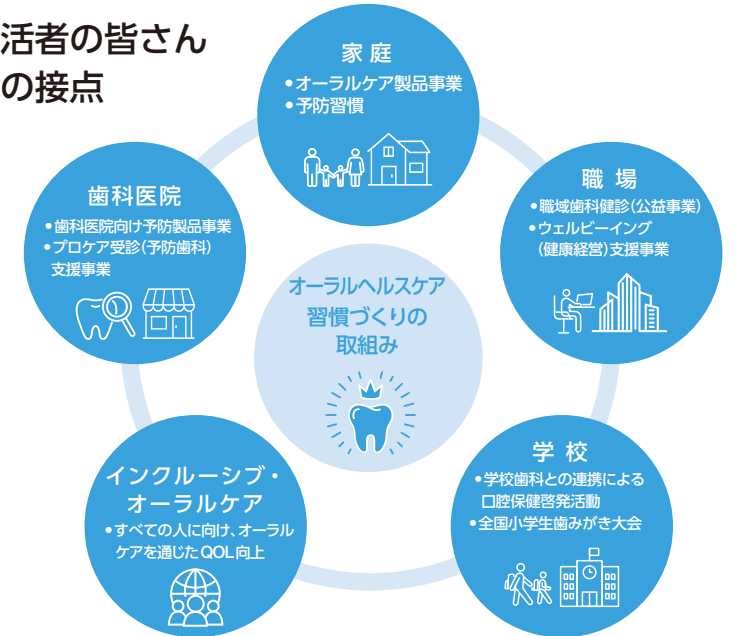 活者の皆さん
の接点
家庭
•オーラルケア製品事業
•予防習慣
職場
•職域歯科健診(公益事業)
•ウェルビーイング
(健康経営)支援事業
学校
•学校歯科との連携による
口腔保健啓発活動
•全国小学生歯みがき大会
インクルーシブ・
オーラルケア
•すべての人に向け、オーラル
ケアを通じたQOL向上
歯科医院
•歯科医院向け予防製品事業
•プロケア受診(予防歯科)
支援事業
オーラルヘルスケア
習慣づくりの
取組み